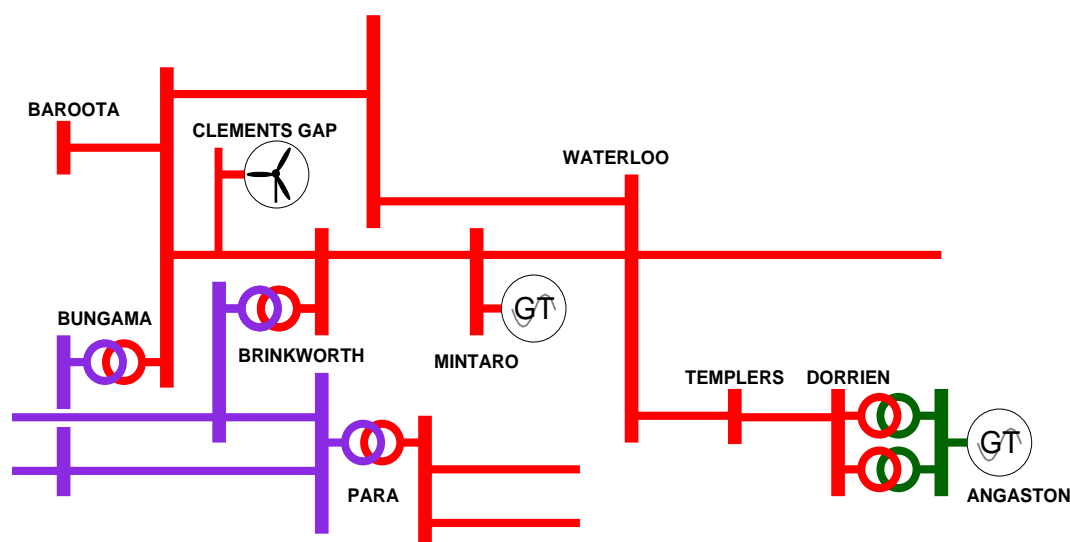 BAROOTA
CLEMENTS GAP
WATERLOO
BUNGAMA
GT
BRINKWORTH
MINTARO
TEMPLERS
DORRIEN
GT
PARA
ANGASTON